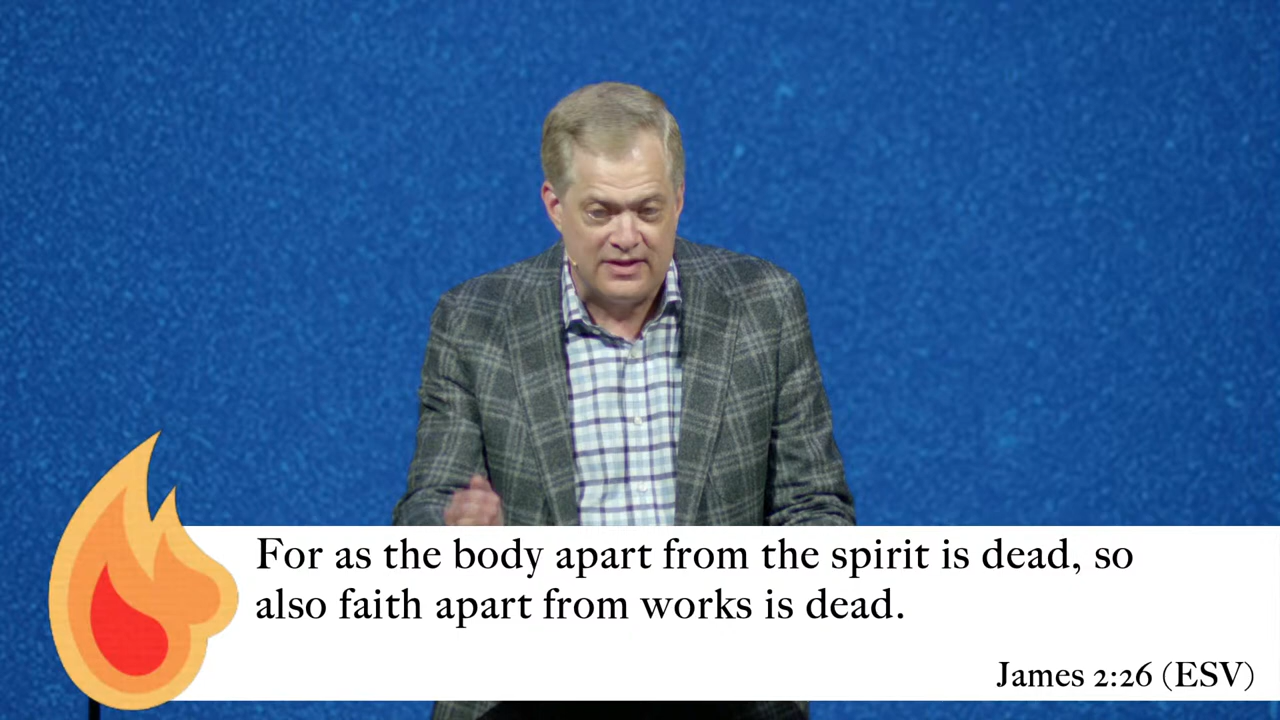 For as the body apart from the spirit is dead, so
also faith apart from works is dead.
James 2:26 (ESV)